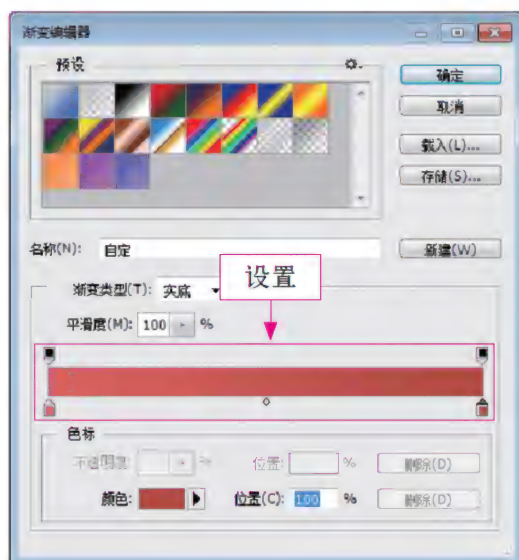 渐变编辑器
预设
确定
取消
载入(L)...
存储(S)...
名称(N): 自定
新建(W)
设置
渐变类型(T): 实底
平滑度(M): 100 %
色标
不透明度: % 位置: % 删除(D)
颜色: 位置(C): 100 % 删除(D)